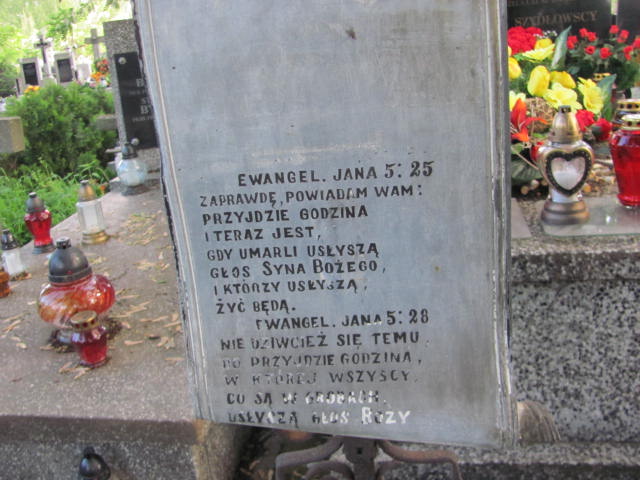 SZYDŁOWSCY
EWANGEL. JANA 5: 25
ZAPRAWDĘ, POWIADAM WAM:
PRZYJDZIE GODZINA
I TERAZ JEST,
GDY UMARLI USŁYSZĄ
GŁOS SYNA BOŻEGO,
I KTÓRZY USŁYSZĄ,
ŻYĆ BĘDĄ.
EWANGEL. JANA 5: 28
NIE DZIWCIEŻ SIĘ TEMU,
BO PRZYJDZIE GODZINA,
W KTÓREJ WSZYSCY,
CO SĄ W GROBACH,
USŁYSZĄ GŁOS BOŻY